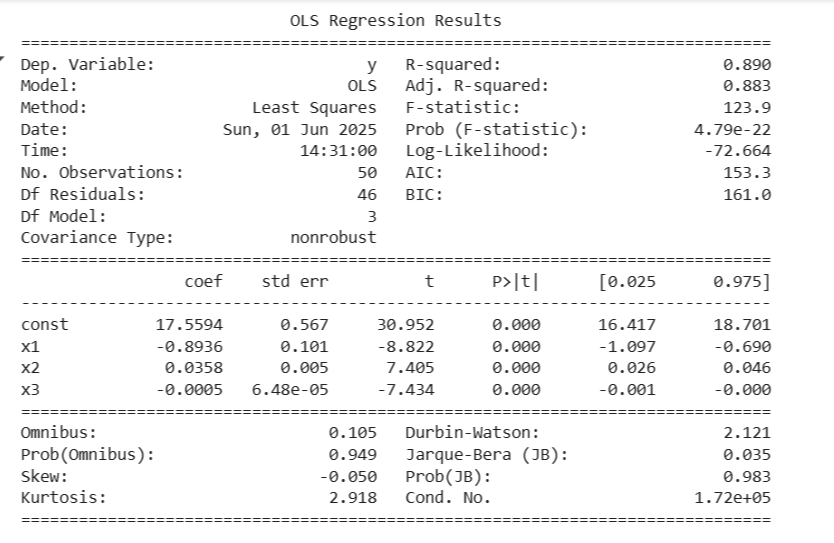 OLS Regression Results
==============================================================================
Dep. Variable:                      y   R-squared:                       0.890
Model:                            OLS   Adj. R-squared:                  0.883
Method:                 Least Squares   F-statistic:                     123.9
Date:                Sun, 01 Jun 2025   Prob (F-statistic):           4.79e-22
Time:                        14:31:00   Log-Likelihood:                -72.664
No. Observations:                  50   AIC:                             153.3
Df Residuals:                      46   BIC:                             161.0
Df Model:                           3
Covariance Type:            nonrobust
==============================================================================
                 coef    std err          t      P>|t|      [0.025      0.975]
------------------------------------------------------------------------------
const         17.5594      0.567     30.952      0.000      16.417      18.701
x1            -0.8936      0.101     -8.822      0.000      -1.097      -0.690
x2             0.0358      0.005      7.405      0.000       0.026       0.046
x3            -0.0005   6.48e-05     -7.434      0.000      -0.001      -0.000
==============================================================================
Omnibus:                        0.105   Durbin-Watson:                   2.121
Prob(Omnibus):                  0.949   Jarque-Bera (JB):                0.035
Skew:                          -0.050   Prob(JB):                        0.983
Kurtosis:                       2.918   Cond. No.                     1.72e+05
==============================================================================